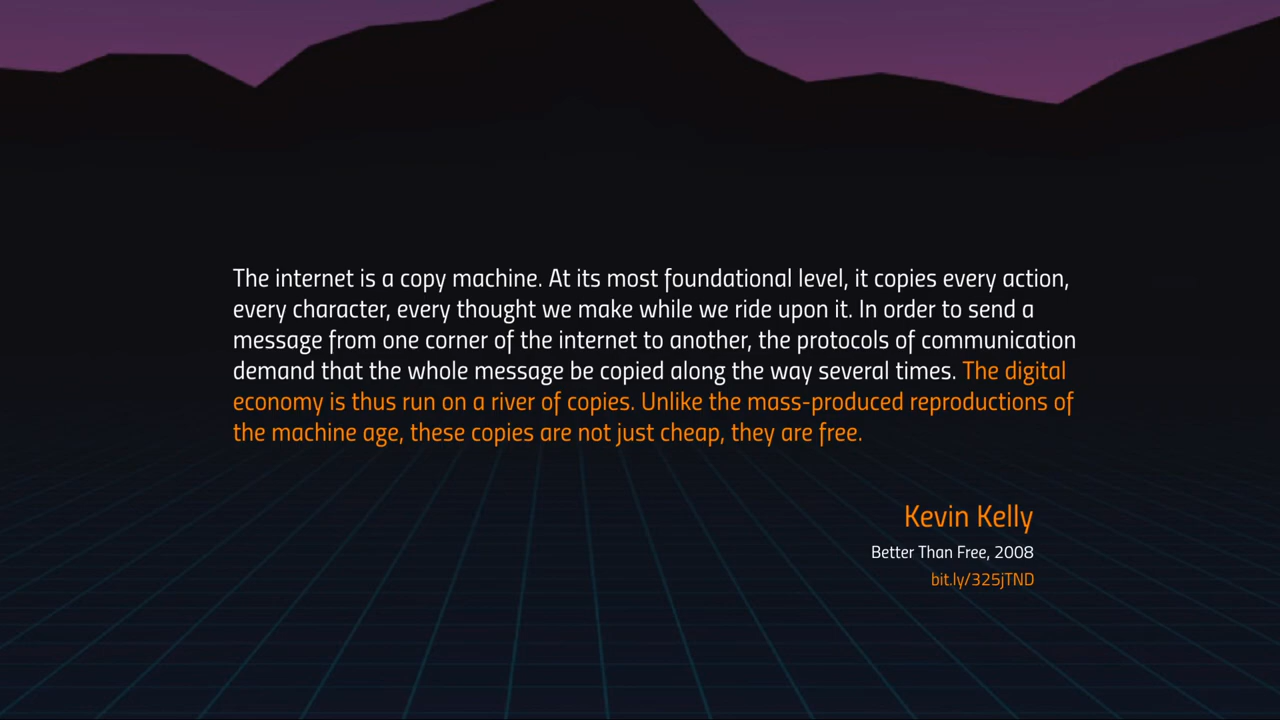 The internet is a copy machine. At its most foundational level, it copies every action,
every character, every thought we make while we ride upon it. In order to send a
message from one corner of the internet to another, the protocols of communication
demand that the whole message be copied along the way several times. The digital
economy is thus run on a river of copies. Unlike the mass-produced reproductions of
the machine age, these copies are not just cheap, they are free.
Kevin Kelly
Better Than Free, 2008
bit.ly/325jTND